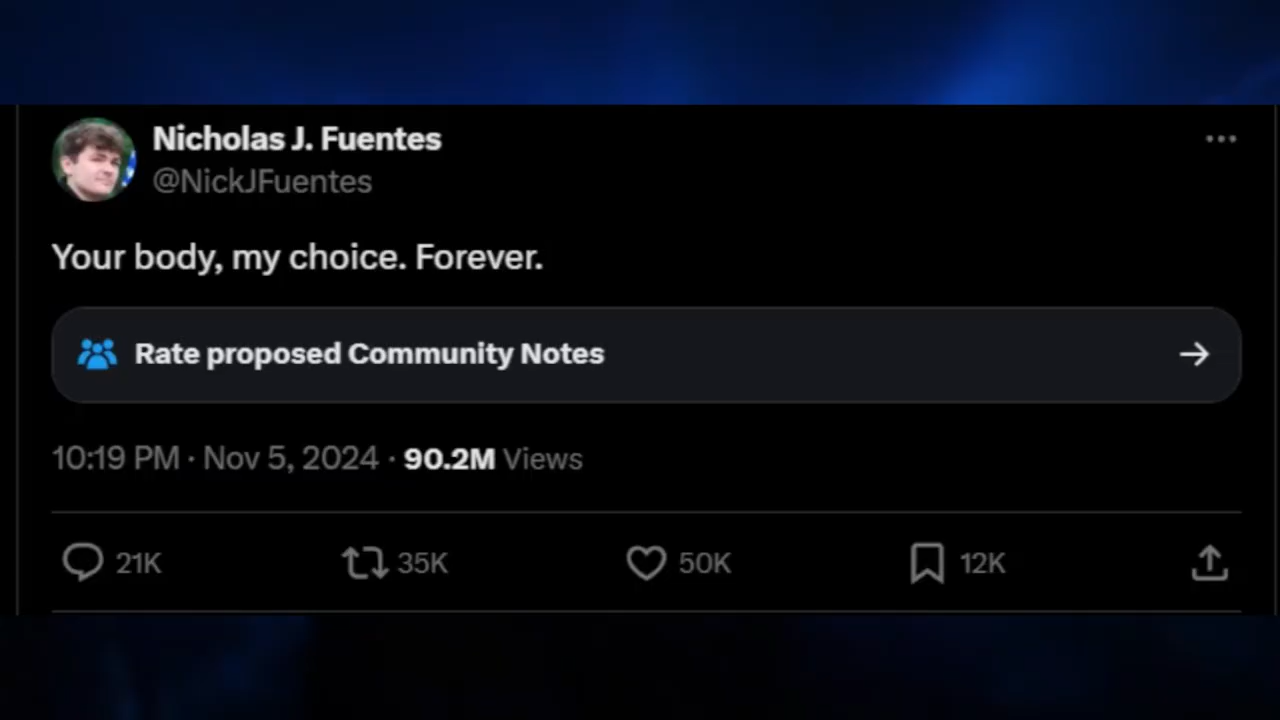 Nicholas J. Fuentes
@NickJFuentes
Your body, my choice. Forever.
Rate proposed Community Notes
10:19 PM · Nov 5, 2024 · 90.2M Views
21K 35K 50K 12K